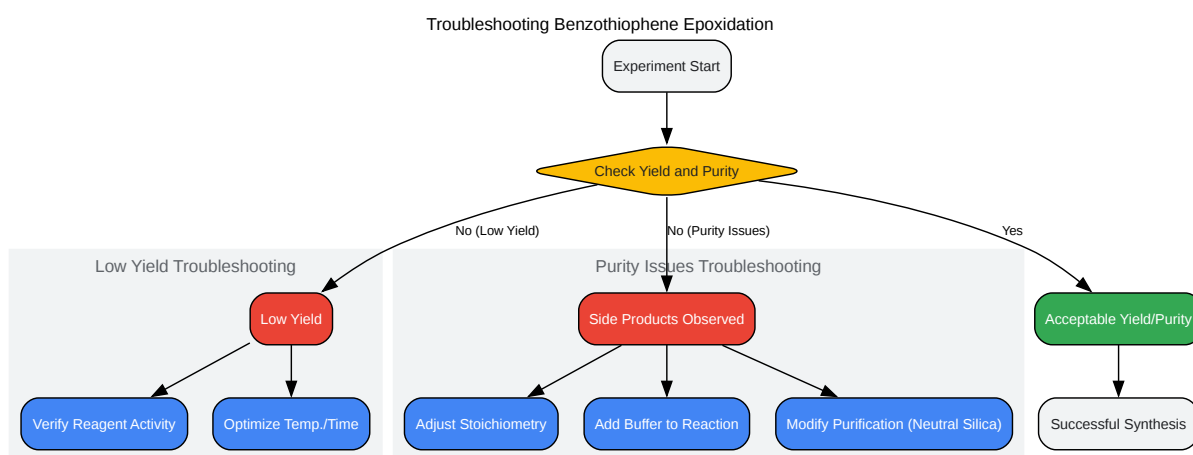 Troubleshooting Benzothiophene Epoxidation
Experiment Start
Check Yield and Purity
No (Low Yield)
No (Purity Issues)
Yes
Low Yield Troubleshooting
Purity Issues Troubleshooting
Low Yield
Side Products Observed
Acceptable Yield/Purity
Verify Reagent Activity
Optimize Temp./Time
Adjust Stoichiometry
Add Buffer to Reaction
Modify Purification (Neutral Silica)
Successful Synthesis